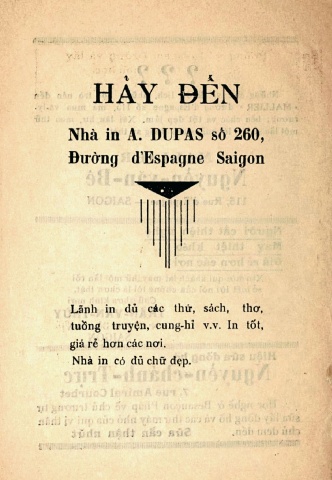 HẢY ĐẾN
Nhà in A. DUPAS số 260,
Đường d'Espagne Saigon
Lãnh in đủ các thứ, sách, thơ,
tuồng truyện, cung-hỉ v.v. In tốt,
giá rẻ hơn các nơi.
Nhà in có đủ chữ đẹp.